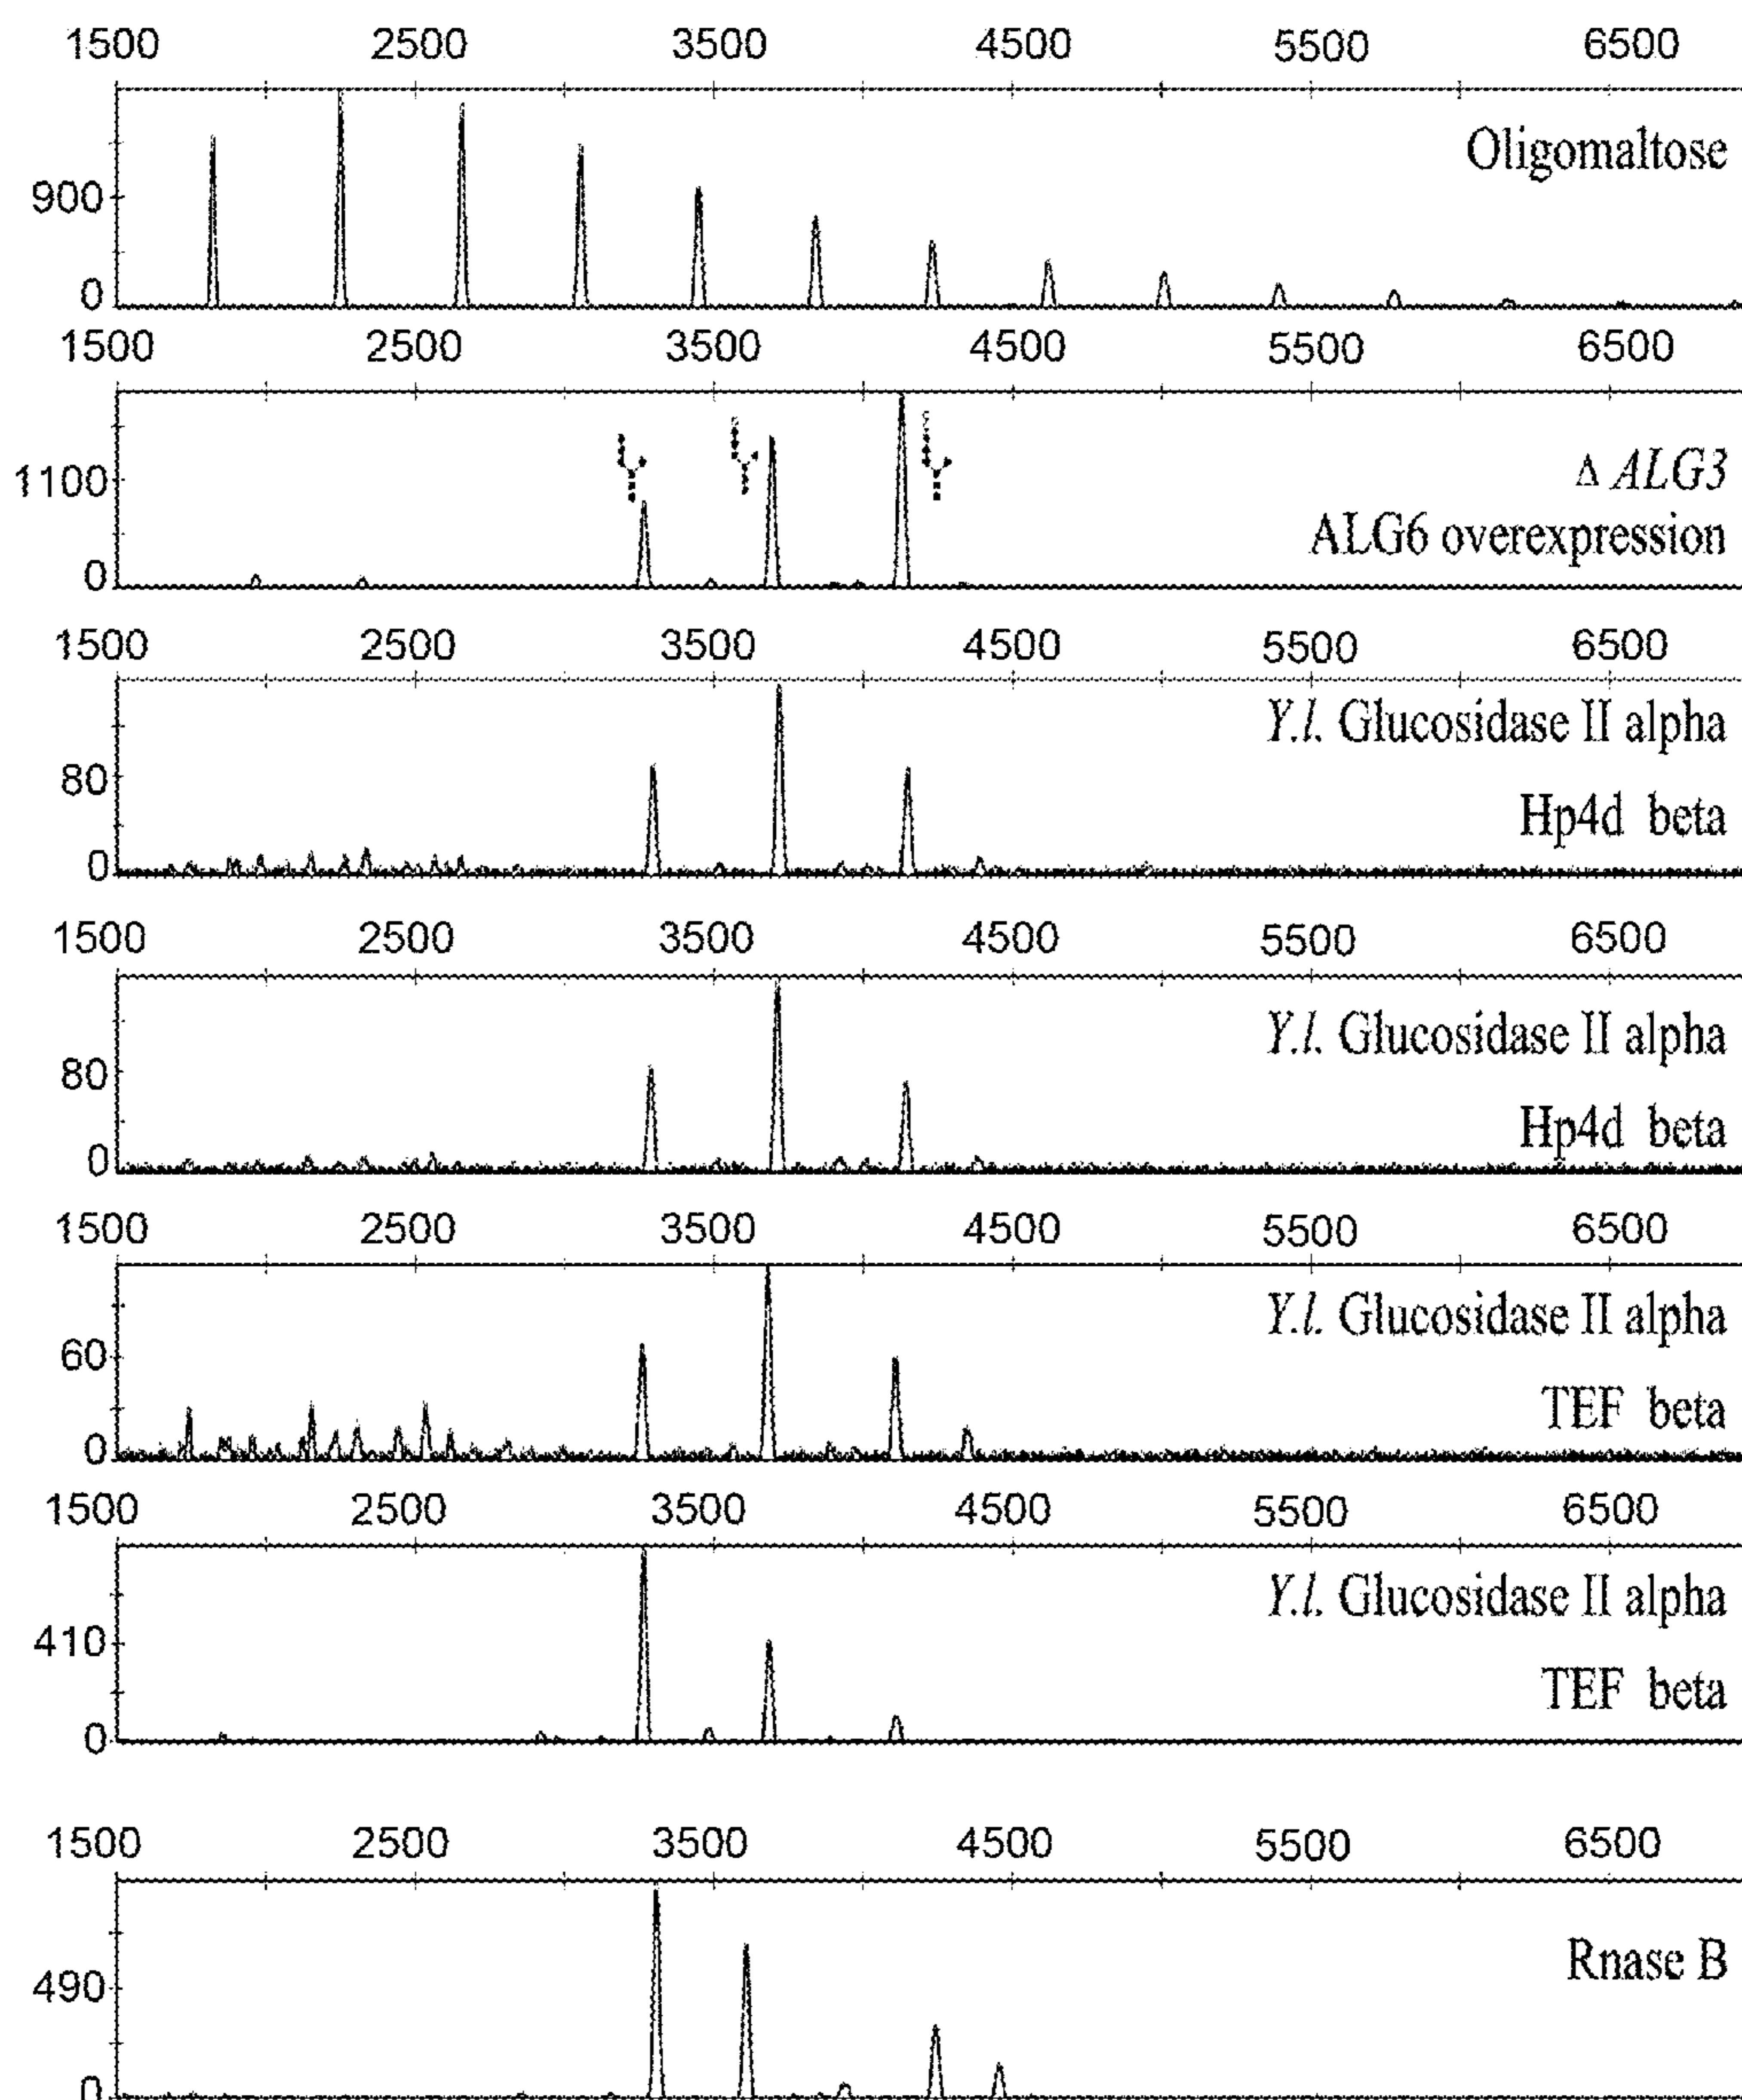 1500 2500 3500 4500 5500 6500
Oligomaltose
900
0
1500 2500 3500 4500 5500 6500
Δ ALG3
1100
ALG6 overexpression
0
1500 2500 3500 4500 5500 6500
Y.l. Glucosidase II alpha
80
Hp4d beta
0
1500 2500 3500 4500 5500 6500
Y.l. Glucosidase II alpha
80
Hp4d beta
0
1500 2500 3500 4500 5500 6500
Y.l. Glucosidase II alpha
60
TEF beta
0
1500 2500 3500 4500 5500 6500
Y.l. Glucosidase II alpha
410
TEF beta
0
1500 2500 3500 4500 5500 6500
Rnase B
490
0